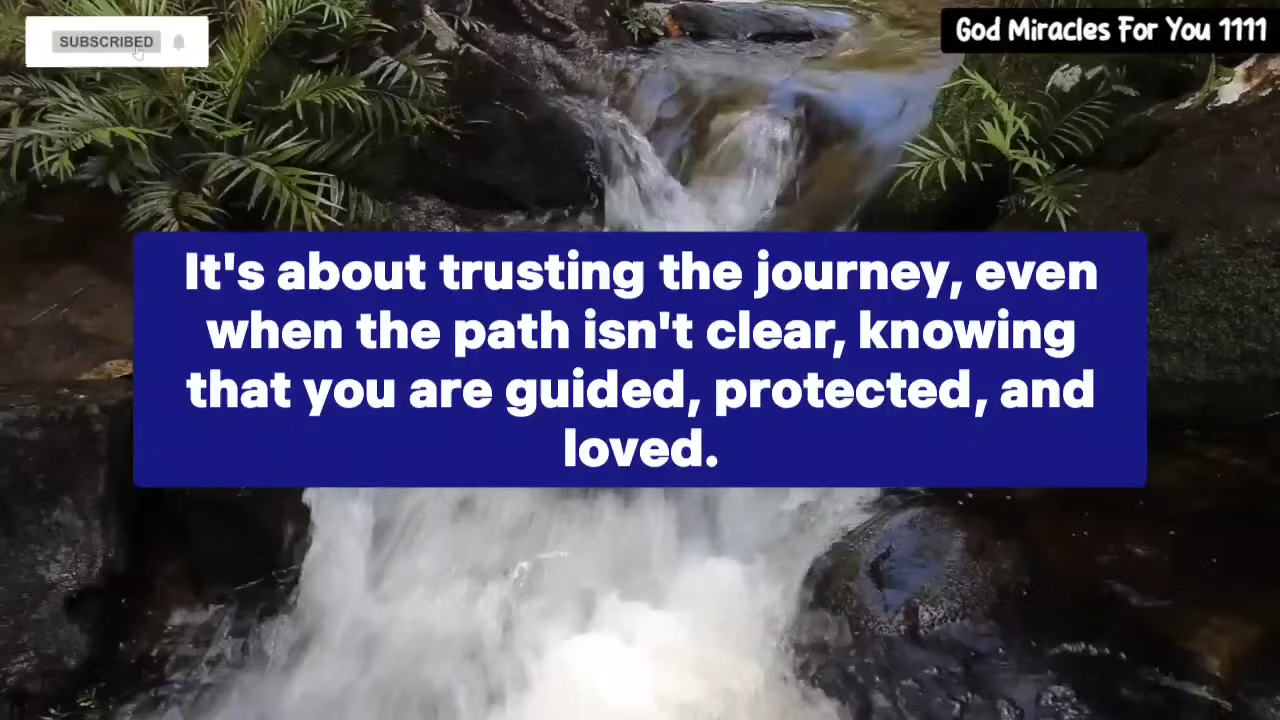 SUBSCRIBED
God Miracles For You 1111
It's about trusting the journey, even
when the path isn't clear, knowing
that you are guided, protected, and
loved.